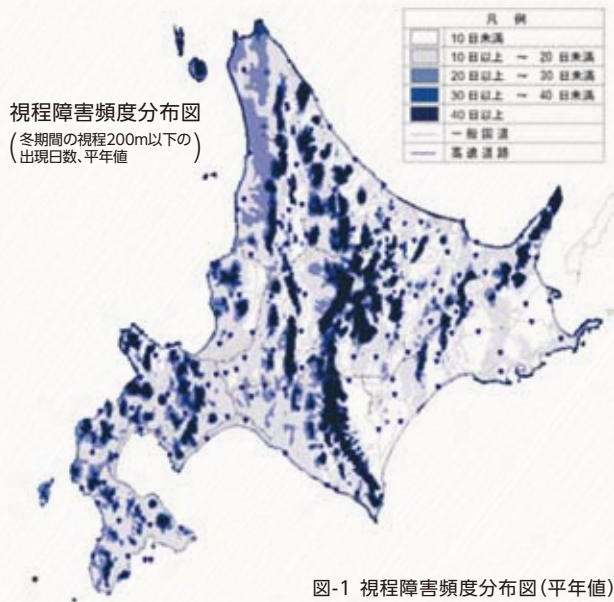 視程障害頻度分布図
(冬期間の視程200m以下の
出現日数、平年値)
凡 例
10日未満
10日以上 ～ 20日未満
20日以上 ～ 30日未満
30日以上 ～ 40日未満
40日以上
一般国道
高速道路
図-1 視程障害頻度分布図(平年値)